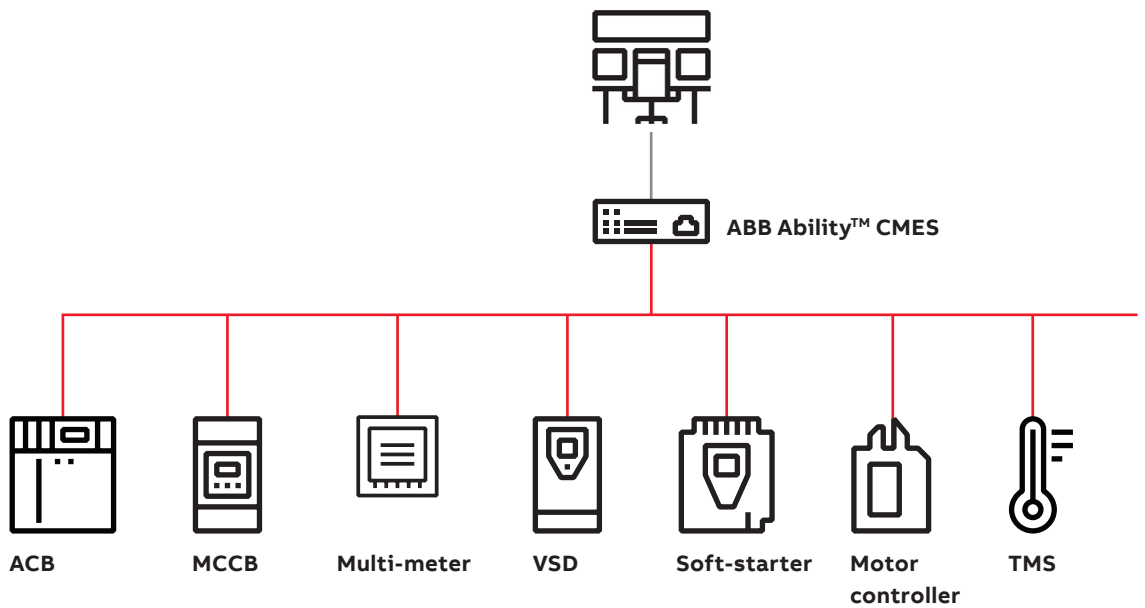 ABB Ability™ CMES
ACB
MCCB
Multi-meter
VSD
Soft-starter
Motor
controller
TMS